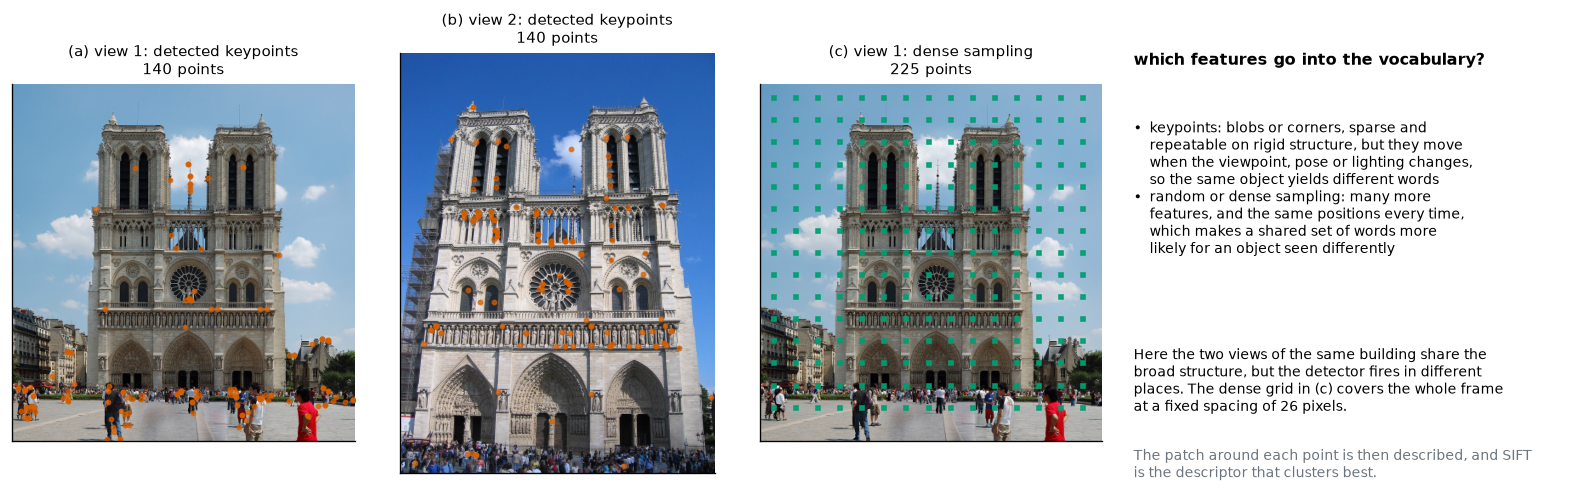 (a) view 1: detected keypoints
140 points
(b) view 2: detected keypoints
140 points
(c) view 1: dense sampling
225 points
which features go into the vocabulary?
• keypoints: blobs or corners, sparse and
repeatable on rigid structure, but they move
when the viewpoint, pose or lighting changes,
so the same object yields different words
• random or dense sampling: many more
features, and the same positions every time,
which makes a shared set of words more
likely for an object seen differently
Here the two views of the same building share the
broad structure, but the detector fires in different
places. The dense grid in (c) covers the whole frame
at a fixed spacing of 26 pixels.
The patch around each point is then described, and SIFT
is the descriptor that clusters best.